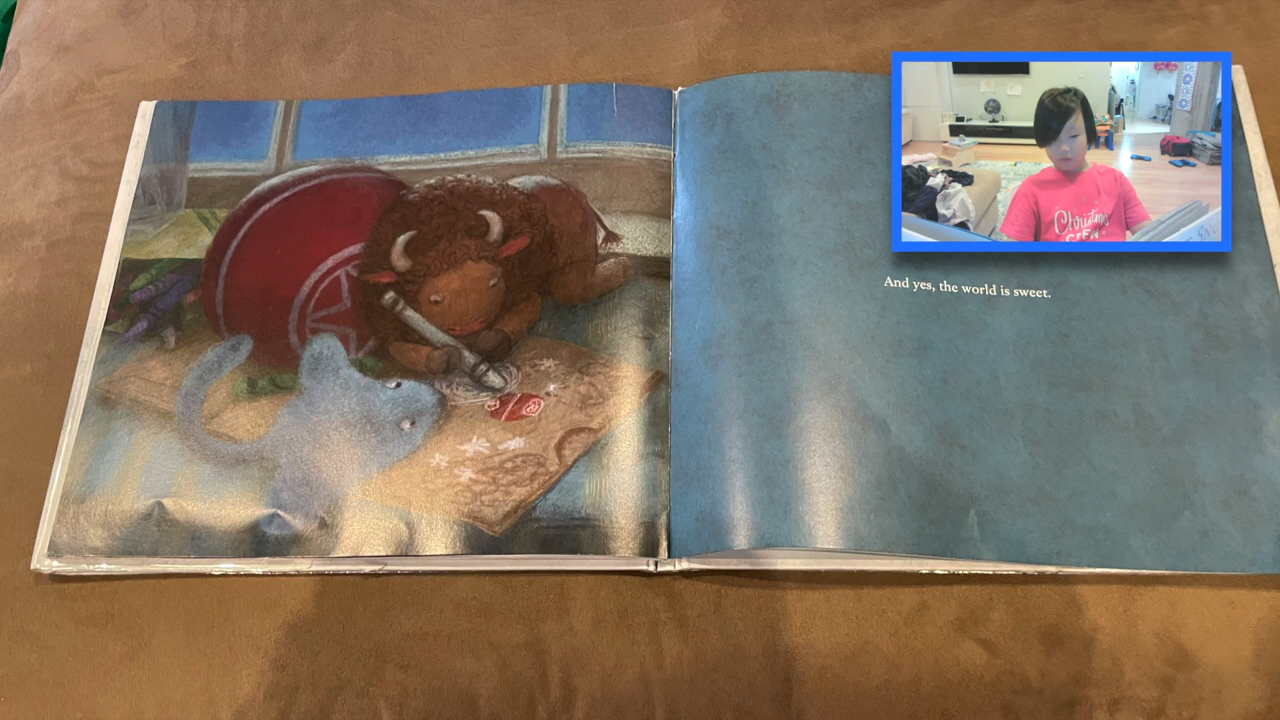 Christmas
And yes, the world is sweet.